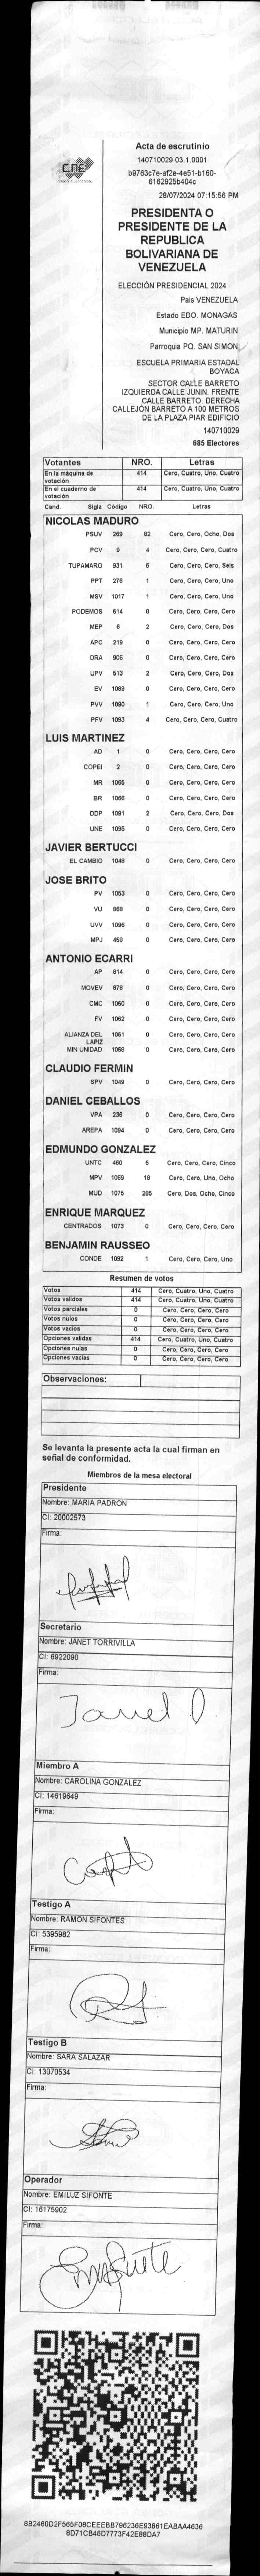 CNE
Acta de escrutinio
140710029.03.1.0001
b9763c7e-af2e-4e51-b160-
6162925b404c
28/07/2024 07:15:56 PM
PRESIDENTA O
PRESIDENTE DE LA
REPUBLICA
BOLIVARIANA DE
VENEZUELA
ELECCIÓN PRESIDENCIAL 2024
País VENEZUELA
Estado EDO. MONAGAS
Municipio MP. MATURIN
Parroquia PQ. SAN SIMON
ESCUELA PRIMARIA ESTADAL
BOYACA
SECTOR CALLE BARRETO
IZQUIERDA CALLE JUNIN. FRENTE
CALLE BARRETO. DERECHA
CALLEJÓN BARRETO A 100 METROS
DE LA PLAZA PIAR EDIFICIO
140710029
685 Electores
Votantes NRO. Letras
En la máquina de votación 414 Cero, Cuatro, Uno, Cuatro
En el cuaderno de votación 414 Cero, Cuatro, Uno, Cuatro
Cand. Sigla Código NRO. Letras
NICOLAS MADURO
PSUV 269 82 Cero, Cero, Ocho, Dos
PCV 9 4 Cero, Cero, Cero, Cuatro
TUPAMARO 931 6 Cero, Cero, Cero, Seis
PPT 276 1 Cero, Cero, Cero, Uno
MSV 1017 1 Cero, Cero, Cero, Uno
PODEMOS 514 0 Cero, Cero, Cero, Cero
MEP 6 2 Cero, Cero, Cero, Dos
APC 219 0 Cero, Cero, Cero, Cero
ORA 906 0 Cero, Cero, Cero, Cero
UPV 513 2 Cero, Cero, Cero, Dos
EV 1089 0 Cero, Cero, Cero, Cero
PVV 1090 1 Cero, Cero, Cero, Uno
PFV 1093 4 Cero, Cero, Cero, Cuatro
LUIS MARTINEZ
AD 1 0 Cero, Cero, Cero, Cero
COPEI 2 0 Cero, Cero, Cero, Cero
MR 1065 0 Cero, Cero, Cero, Cero
BR 1066 0 Cero, Cero, Cero, Cero
DDP 1091 2 Cero, Cero, Cero, Dos
UNE 1095 0 Cero, Cero, Cero, Cero
JAVIER BERTUCCI
EL CAMBIO 1048 0 Cero, Cero, Cero, Cero
JOSE BRITO
PV 1053 0 Cero, Cero, Cero, Cero
VU 868 0 Cero, Cero, Cero, Cero
UVV 1096 0 Cero, Cero, Cero, Cero
MPJ 458 0 Cero, Cero, Cero, Cero
ANTONIO ECARRI
AP 814 0 Cero, Cero, Cero, Cero
MOVEV 878 0 Cero, Cero, Cero, Cero
CMC 1050 0 Cero, Cero, Cero, Cero
FV 1062 0 Cero, Cero, Cero, Cero
ALIANZA DEL LAPIZ 1051 0 Cero, Cero, Cero, Cero
MIN UNIDAD 1068 0 Cero, Cero, Cero, Cero
CLAUDIO FERMIN
SPV 1049 0 Cero, Cero, Cero, Cero
DANIEL CEBALLOS
VPA 236 0 Cero, Cero, Cero, Cero
AREPA 1094 0 Cero, Cero, Cero, Cero
EDMUNDO GONZALEZ
UNTC 460 5 Cero, Cero, Cero, Cinco
MPV 1069 18 Cero, Cero, Uno, Ocho
MUD 1075 285 Cero, Dos, Ocho, Cinco
ENRIQUE MARQUEZ
CENTRADOS 1073 0 Cero, Cero, Cero, Cero
BENJAMIN RAUSSEO
CONDE 1092 1 Cero, Cero, Cero, Uno
Resumen de votos
Votos 414 Cero, Cuatro, Uno, Cuatro
Votos validos 414 Cero, Cuatro, Uno, Cuatro
Votos parciales 0 Cero, Cero, Cero, Cero
Votos nulos 0 Cero, Cero, Cero, Cero
Votos vacios 0 Cero, Cero, Cero, Cero
Opciones validas 414 Cero, Cuatro, Uno, Cuatro
Opciones nulas 0 Cero, Cero, Cero, Cero
Opciones vacias 0 Cero, Cero, Cero, Cero
Observaciones:
Se levanta la presente acta la cual firman en
señal de conformidad.
Miembros de la mesa electoral
Presidente
Nombre: MARIA PADRON
CI: 20002573
Firma:
Secretario
Nombre: JANET TORRIVILLA
CI: 6922090
Firma:
Miembro A
Nombre: CAROLINA GONZALEZ
CI: 14619649
Firma:
Testigo A
Nombre: RAMON SIFONTES
CI: 5395982
Firma:
Testigo B
Nombre: SARA SALAZAR
CI: 13070534
Firma:
Operador
Nombre: EMILUZ SIFONTE
CI: 16175902
Firma:
8B2460D2F565F08CEEEBB796236E93861EABAA4636
8D71CB46D7773F42E88DA7